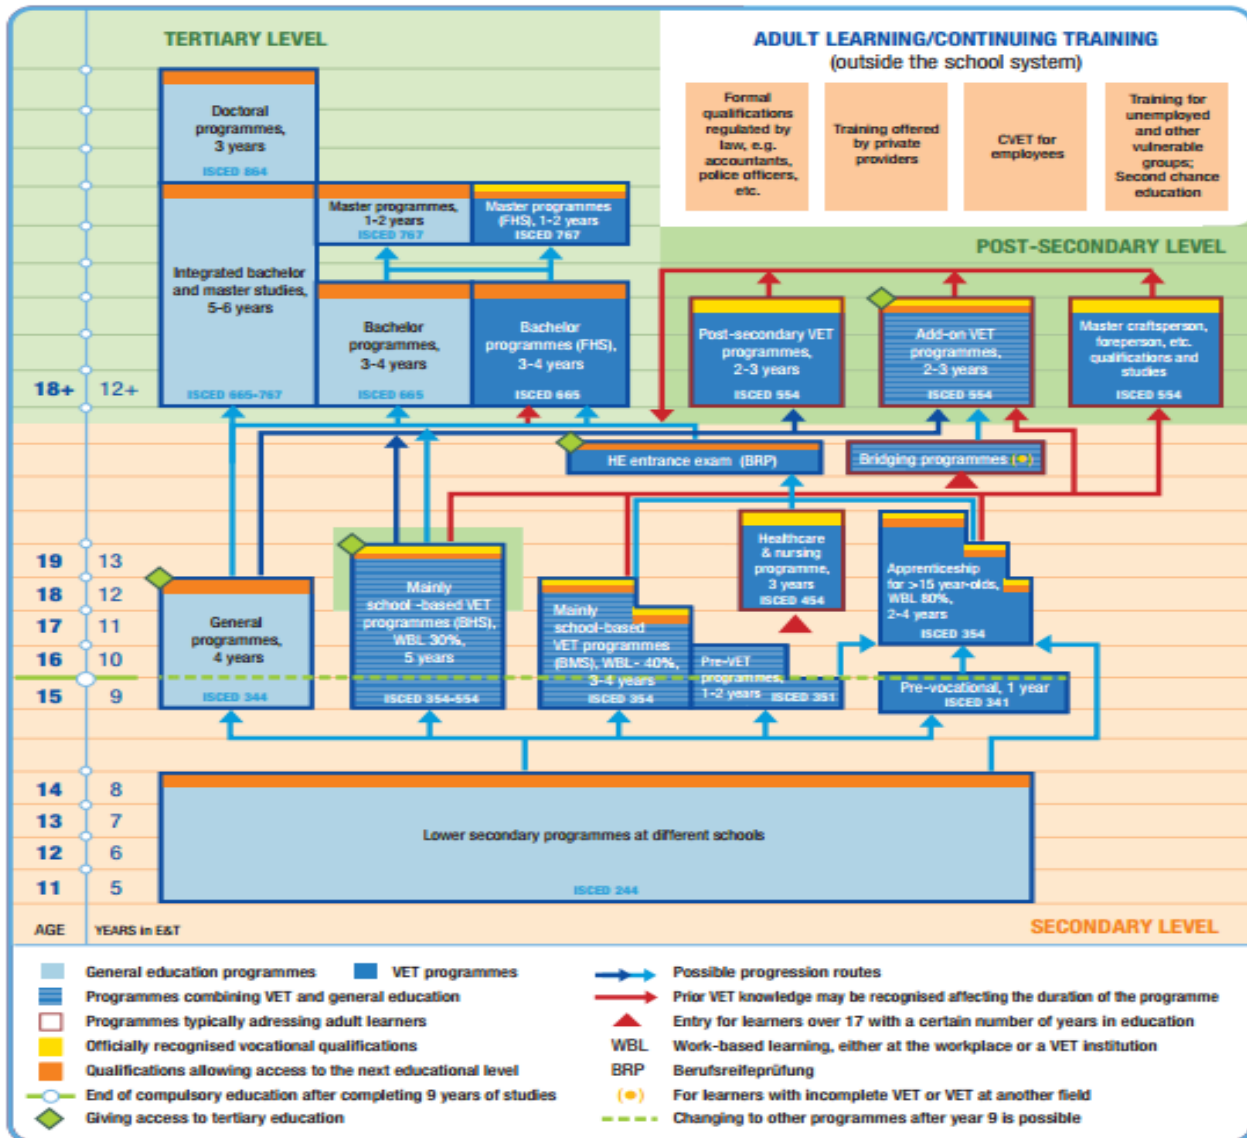 TERTIARY LEVEL
ADULT LEARNING/CONTINUING TRAINING
(outside the school system)
Formal
qualifications
regulated by
law, e.g.
accountants,
police officers,
etc.
Training offered
by private
providers
CVET for
employees
Training for
unemployed
and other
vulnerable
groups;
Second chance
education
POST-SECONDARY LEVEL
Doctoral
programmes,
3 years
ISCED 864
Integrated bachelor
and master studies,
5-6 years
ISCED 665-767
Master programmes,
1-2 years
ISCED 767
Master programmes
(FHS), 1-2 years
ISCED 767
Bachelor
programmes,
3-4 years
ISCED 665
Bachelor
programmes (FHS),
3-4 years
ISCED 665
Post-secondary VET
programmes,
2-3 years
ISCED 554
Add-on VET
programmes,
2-3 years
ISCED 554
Master craftsperson,
foreperson, etc.
qualifications and
studies
ISCED 554
18+ 12+
HE entrance exam (BRP)
Bridging programmes (●)
19 13
18 12
17 11
16 10
15 9
General
programmes,
4 years
ISCED 344
Mainly
school -based VET
programmes (BHS),
WBL 30%,
5 years
ISCED 354-554
Mainly
school-based
VET programmes
(BMS), WBL- 40%,
3-4 years
ISCED 354
Pre-VET
programmes,
1-2 years
ISCED 351
Healthcare
& nursing
programme,
3 years
ISCED 454
Apprenticeship
for >15 year-olds,
WBL 80%,
2-4 years
ISCED 354
Pre-vocational, 1 year
ISCED 341
14 8
13 7
12 6
11 5
Lower secondary programmes at different schools
ISCED 244
AGE YEARS in E&T
SECONDARY LEVEL
General education programmes
VET programmes
Programmes combining VET and general education
Programmes typically adressing adult learners
Officially recognised vocational qualifications
Qualifications allowing access to the next educational level
End of compulsory education after completing 9 years of studies
Giving access to tertiary education
Possible progression routes
Prior VET knowledge may be recognised affecting the duration of the programme
Entry for learners over 17 with a certain number of years in education
WBL Work-based learning, either at the workplace or a VET institution
BRP Berufsreifeprüfung
(●) For learners with incomplete VET or VET at another field
Changing to other programmes after year 9 is possible